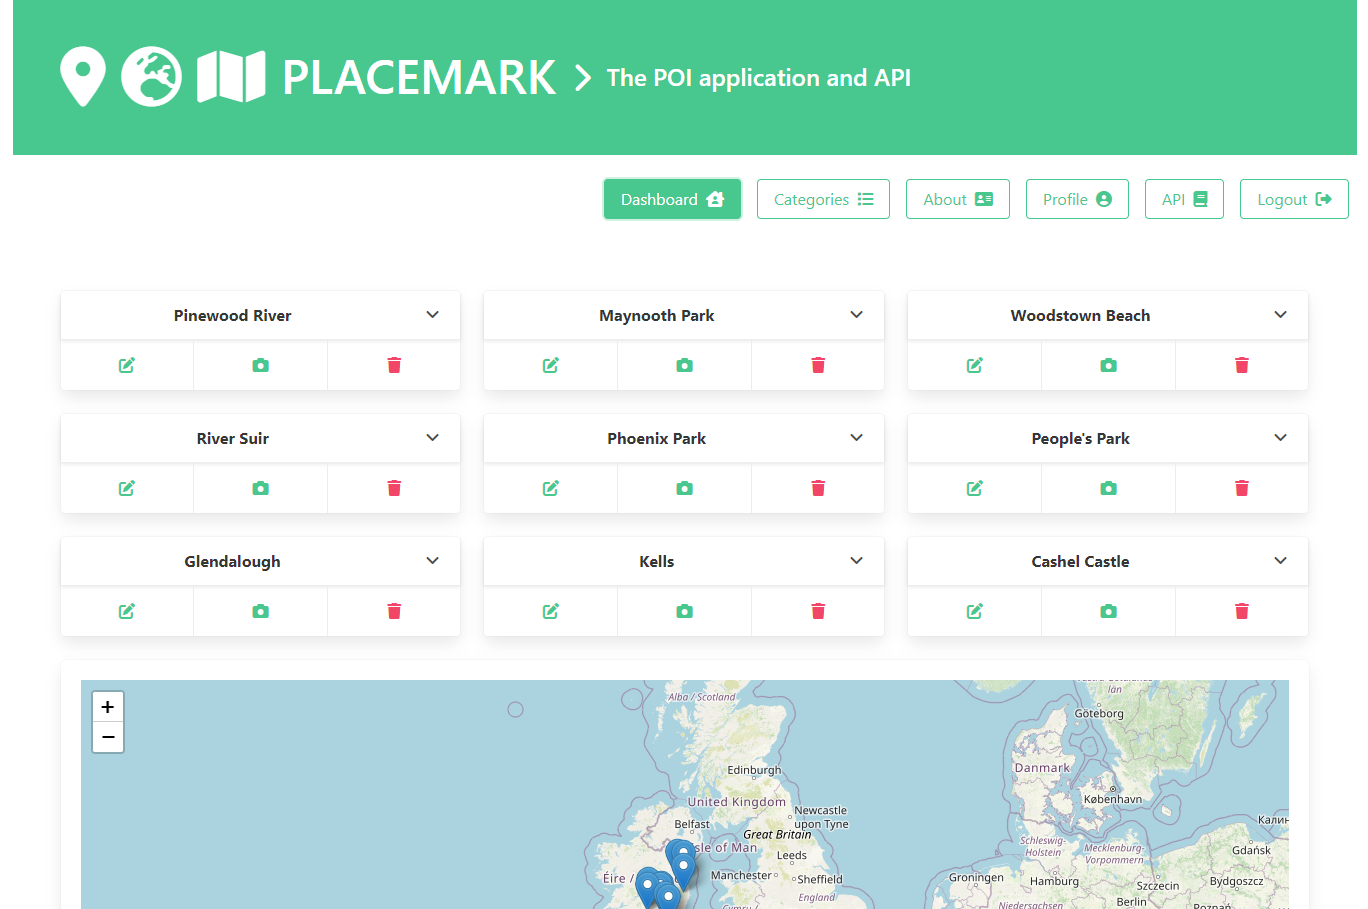 PLACEMARK
The POI application and API
Dashboard
Categories
About
Profile
API
Logout
Pinewood River
Maynooth Park
Woodstown Beach
River Suir
Phoenix Park
People's Park
Glendalough
Kells
Cashel Castle
+
−
Alba / Scotland
län
Göteborg
Edinburgh
Danmark
United Kingdom
København
Newcastle
upon Tyne
Belfast
Great Britain
Isle of Man
Leeds
Schleswig-
Holstein
Mecklenburg-
Vorpommern
Gdańsk
Éire /
Manchester
Sheffield
Groningen
Hamburg
Szczecin
Bydgoszcz
England
Berlin
Niedersachsen
Poznań